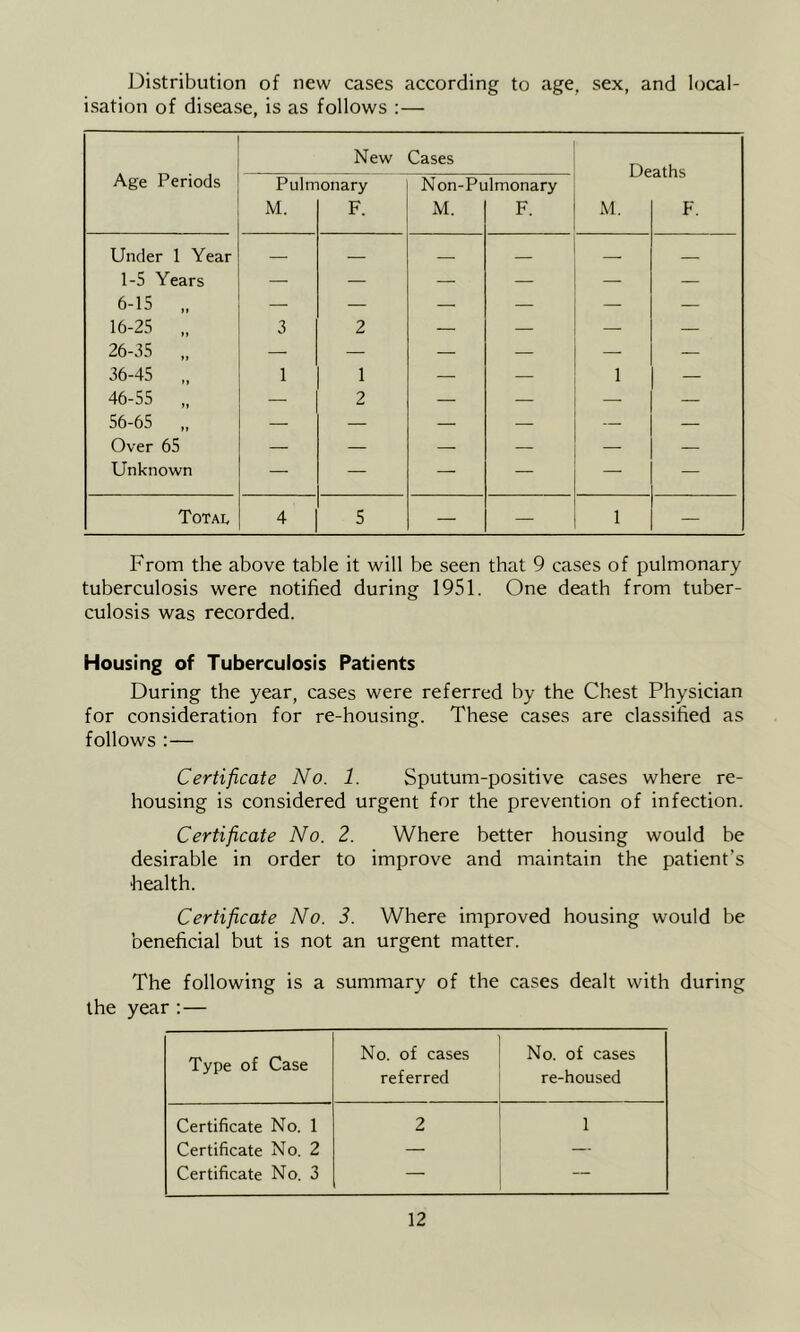 Distribution of new cases according to age, sex, and local-
isation of disease, is as follows :—
Age Periods | New Cases | Deaths
Pulmonary | Non-Pulmonary
M. | F. | M. | F. | M. | F.
Under 1 Year | — | — | — | — | — | —
1-5 Years | — | — | — | — | — | —
6-15 „ | — | — | — | — | — | —
16-25 „ | 3 | 2 | — | — | — | —
26-35 „ | — | — | — | — | — | —
36-45 „ | 1 | 1 | — | — | 1 | —
46-55 „ | — | 2 | — | — | — | —
56-65 „ | — | — | — | — | — | —
Over 65 | — | — | — | — | — | —
Unknown | — | — | — | — | — | —
TOTAL | 4 | 5 | — | — | 1 | —
From the above table it will be seen that 9 cases of pulmonary
tuberculosis were notified during 1951. One death from tuber-
culosis was recorded.
Housing of Tuberculosis Patients
During the year, cases were referred by the Chest Physician
for consideration for re-housing. These cases are classified as
follows :—
Certificate No. 1. Sputum-positive cases where re-
housing is considered urgent for the prevention of infection.
Certificate No. 2. Where better housing would be
desirable in order to improve and maintain the patient's
health.
Certificate No. 3. Where improved housing would be
beneficial but is not an urgent matter.
The following is a summary of the cases dealt with during
the year :—
Type of Case | No. of cases referred | No. of cases re-housed
Certificate No. 1 | 2 | 1
Certificate No. 2 | — | —
Certificate No. 3 | — | —
12